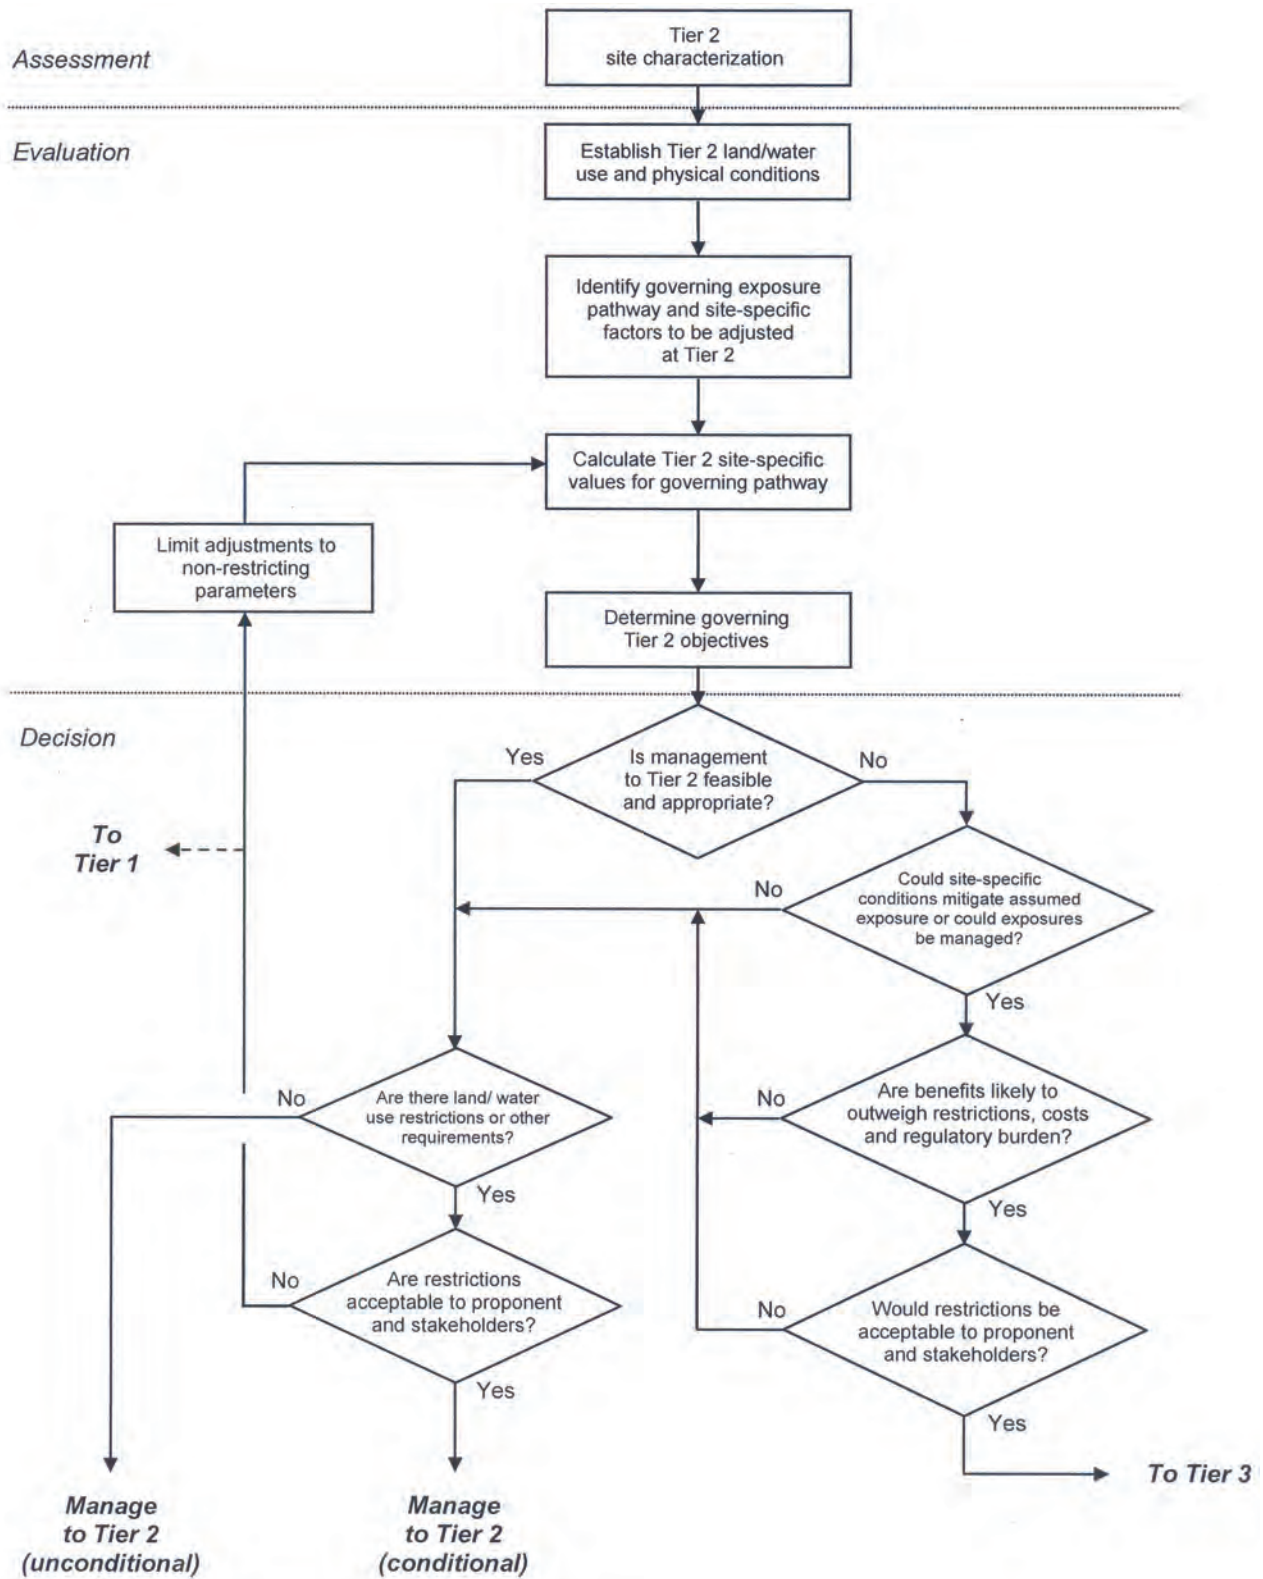 Assessment
Tier 2
site characterization
Evaluation
Establish Tier 2 land/water
use and physical conditions
Identify governing exposure
pathway and site-specific
factors to be adjusted
at Tier 2
Calculate Tier 2 site-specific
values for governing pathway
Limit adjustments to
non-restricting
parameters
Determine governing
Tier 2 objectives
Decision
Yes
Is management
to Tier 2 feasible
and appropriate?
No
To
Tier 1
No
Could site-specific
conditions mitigate assumed
exposure or could exposures
be managed?
Yes
No
Are there land/ water
use restrictions or other
requirements?
Yes
No
Are benefits likely to
outweigh restrictions, costs
and regulatory burden?
Yes
No
Are restrictions
acceptable to proponent
and stakeholders?
Yes
No
Would restrictions be
acceptable to proponent
and stakeholders?
Yes
To Tier 3
Manage
to Tier 2
(unconditional)
Manage
to Tier 2
(conditional)